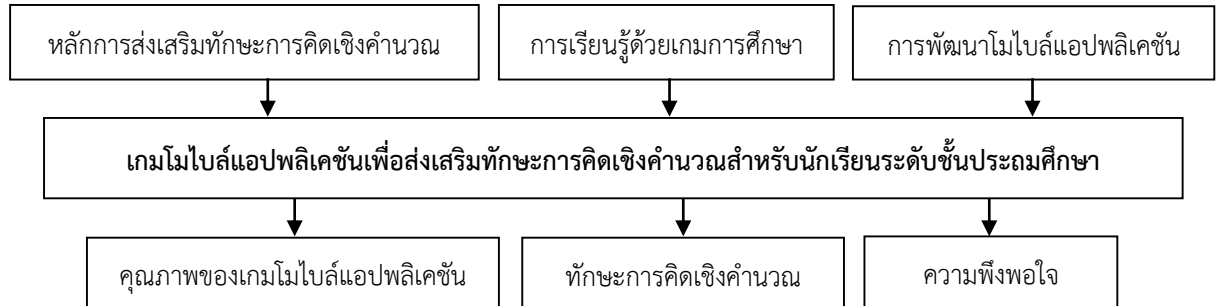 หลักการส่งเสริมทักษะการคิดเชิงคำนวณ
การเรียนรู้ด้วยเกมการศึกษา
การพัฒนาโมไบล์แอปพลิเคชัน
เกมโมไบล์แอปพลิเคชันเพื่อส่งเสริมทักษะการคิดเชิงคำนวณสำหรับนักเรียนระดับชั้นประถมศึกษา
คุณภาพของเกมโมไบล์แอปพลิเคชัน
ทักษะการคิดเชิงคำนวณ
ความพึงพอใจ